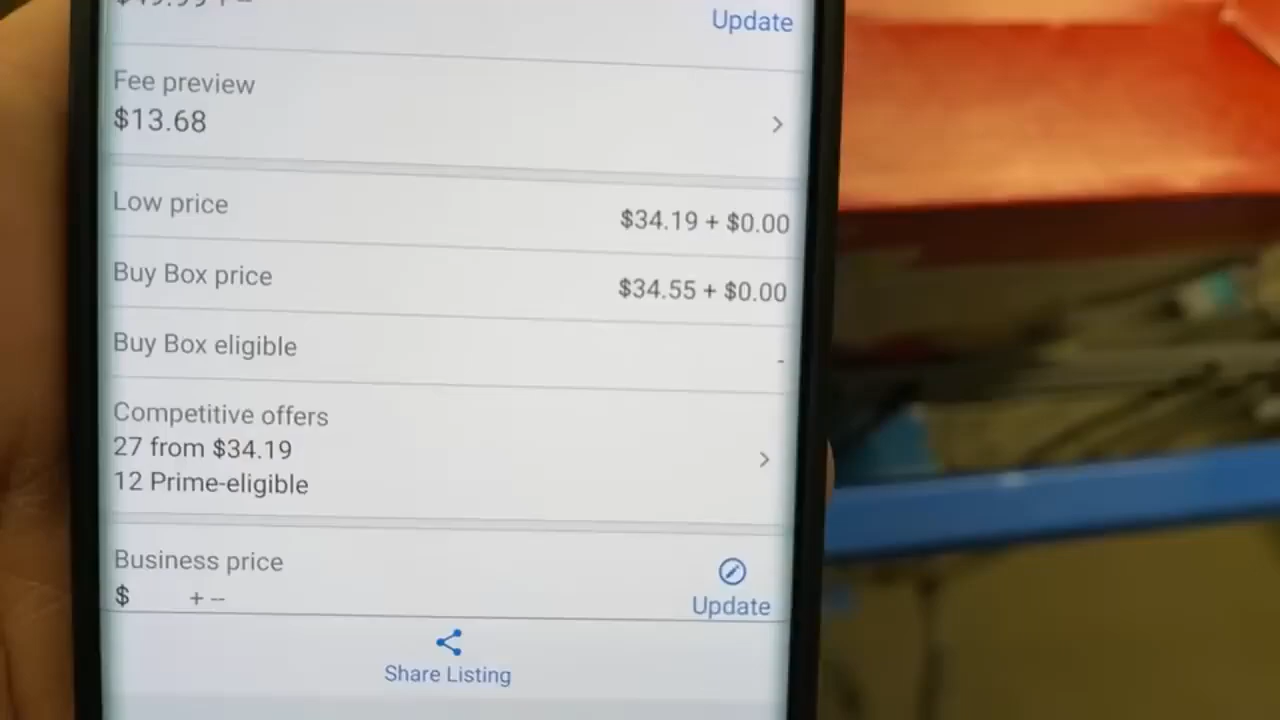 Update
Fee preview
$13.68
Low price
$34.19 + $0.00
Buy Box price
$34.55 + $0.00
Buy Box eligible
-
Competitive offers
27 from $34.19
12 Prime-eligible
Business price
$ + --
Update
Share Listing